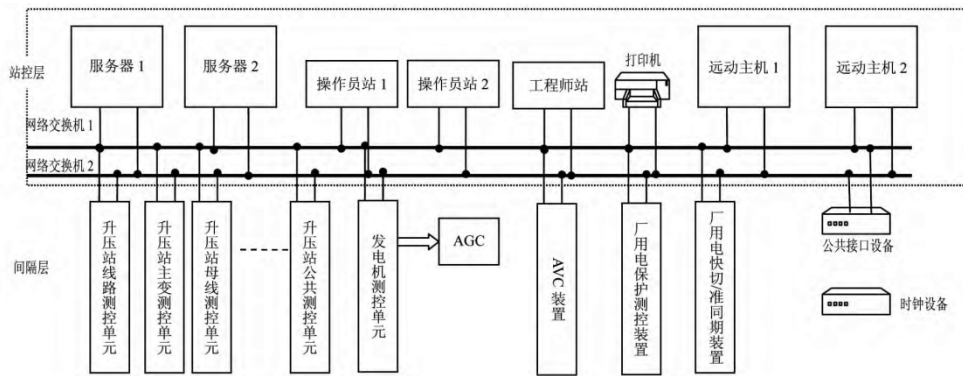 站控层
服务器 1
服务器 2
操作员站 1
操作员站 2
工程师站
打印机
远动主机 1
远动主机 2
网络交换机 1
网络交换机 2
间隔层
升压站线路测控单元
升压站主变测控单元
升压站母线测控单元
升压站公共测控单元
发电机测控单元
AGC
AVC 装置
厂用电保护测控装置
厂用电快切/准同期装置
公共接口设备
时钟设备